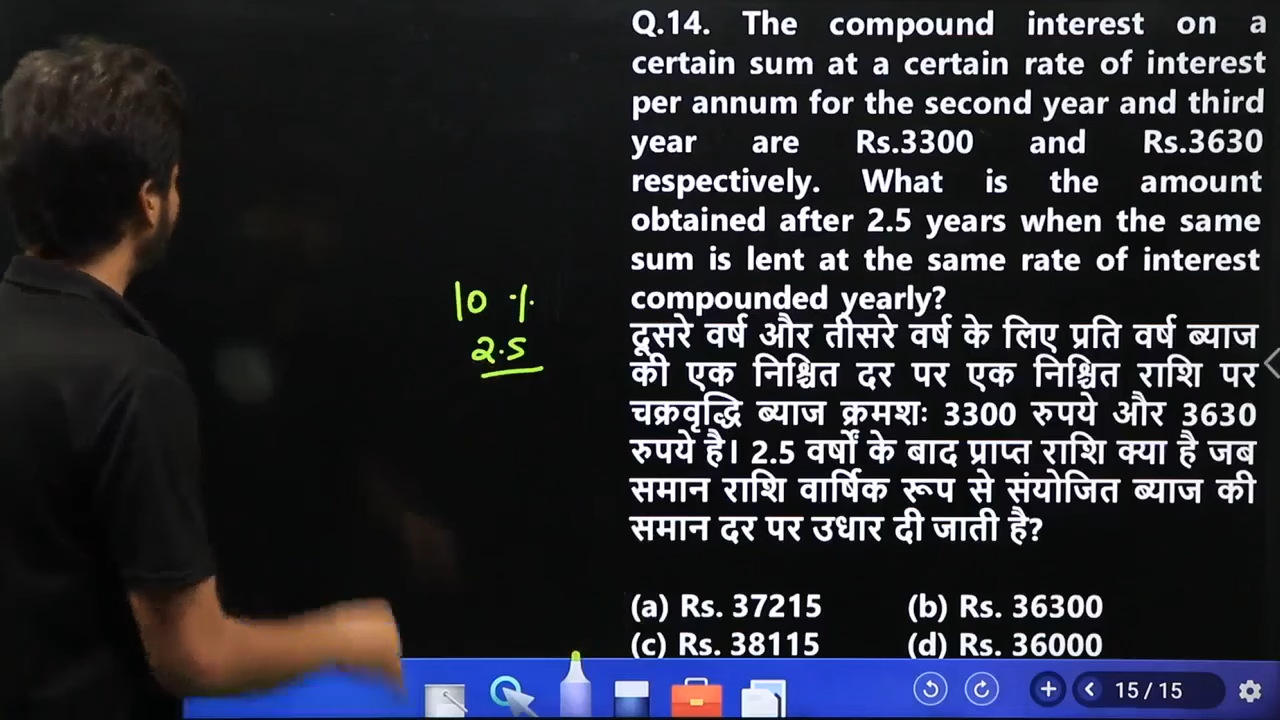 Q.14. The compound interest on a
certain sum at a certain rate of interest
per annum for the second year and third
year are Rs.3300 and Rs.3630
respectively. What is the amount
obtained after 2.5 years when the same
sum is lent at the same rate of interest
compounded yearly?
दूसरे वर्ष और तीसरे वर्ष के लिए प्रति वर्ष ब्याज
की एक निश्चित दर पर एक निश्चित राशि पर
चक्रवृद्धि ब्याज क्रमशः 3300 रुपये और 3630
रुपये है। 2.5 वर्षों के बाद प्राप्त राशि क्या है जब
समान राशि वार्षिक रूप से संयोजित ब्याज की
समान दर पर उधार दी जाती है?
(a) Rs. 37215 (b) Rs. 36300
(c) Rs. 38115 (d) Rs. 36000
10 %
2.5
15 / 15